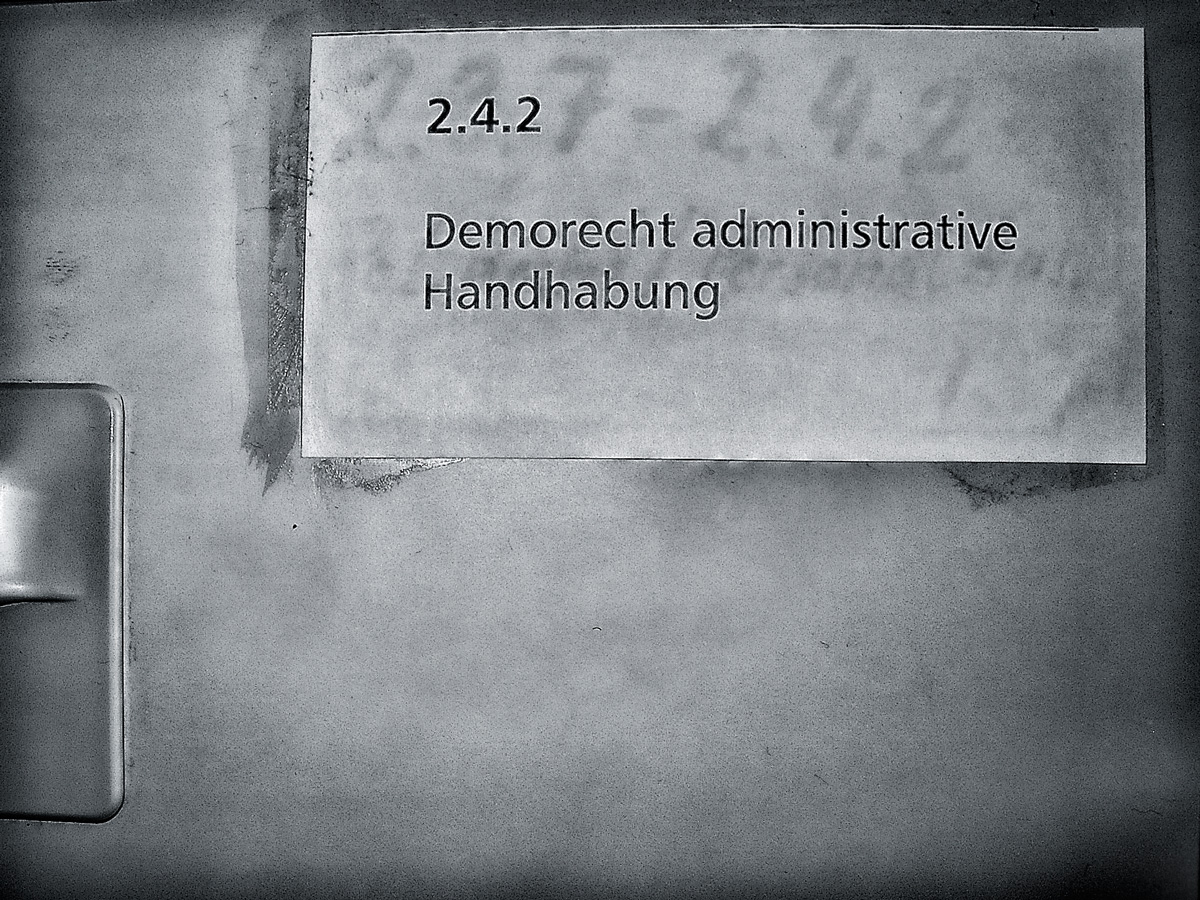 2.4.2
Demorecht administrative
Handhabung